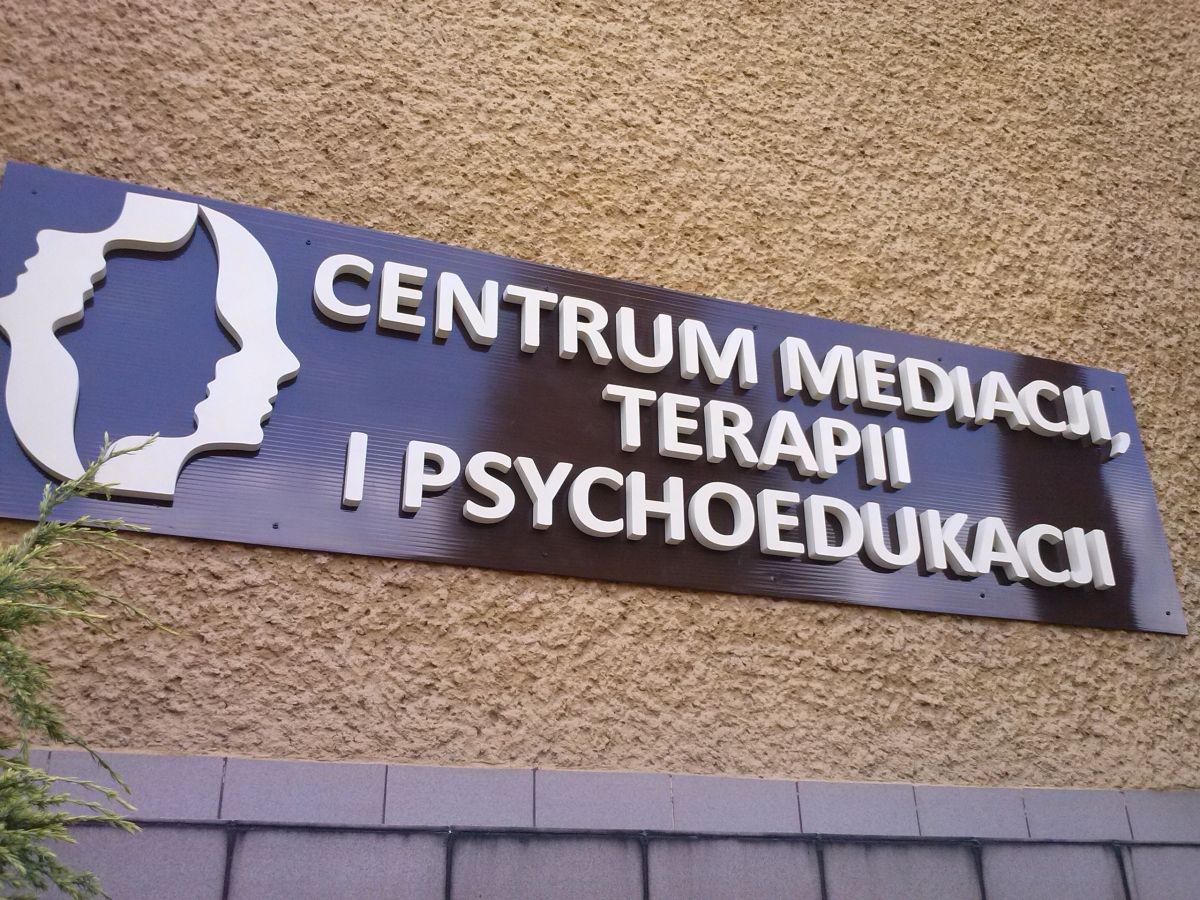 CENTRUM MEDIACJI,
TERAPII
I PSYCHOEDUKACJI